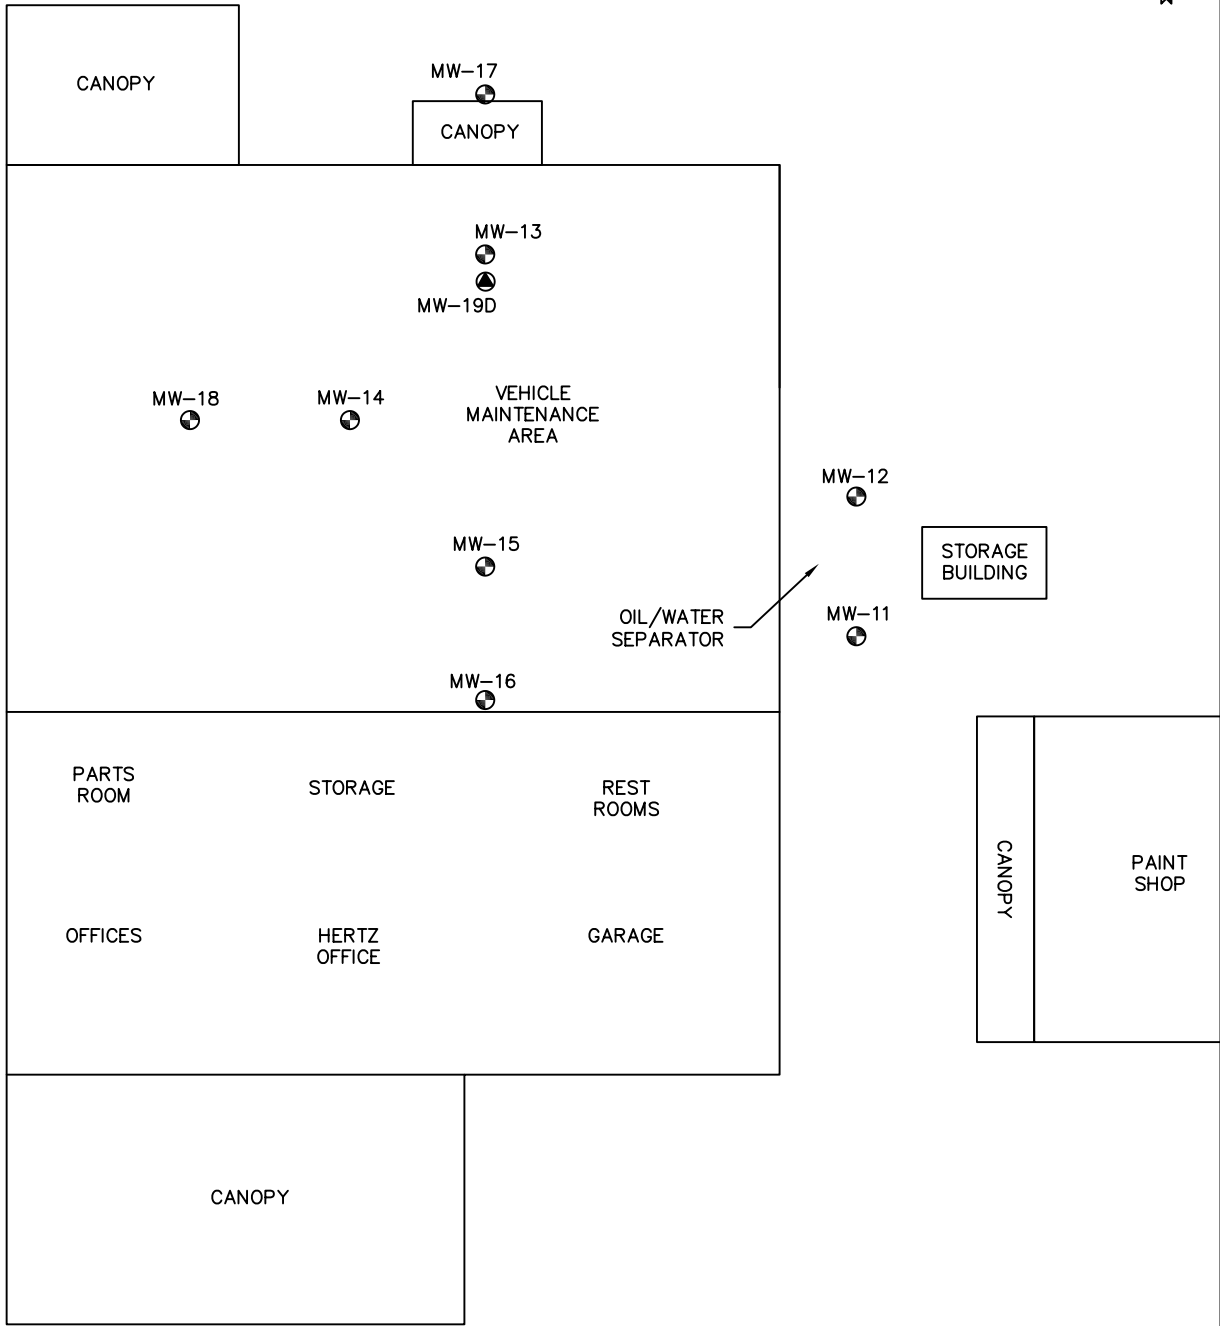 CANOPY
MW-17
CANOPY
MW-13
MW-19D
MW-18
MW-14
VEHICLE
MAINTENANCE
AREA
MW-12
MW-15
STORAGE
BUILDING
OIL/WATER
SEPARATOR
MW-11
MW-16
PARTS
ROOM
STORAGE
REST
ROOMS
CANOPY
PAINT
SHOP
OFFICES
HERTZ
OFFICE
GARAGE
CANOPY